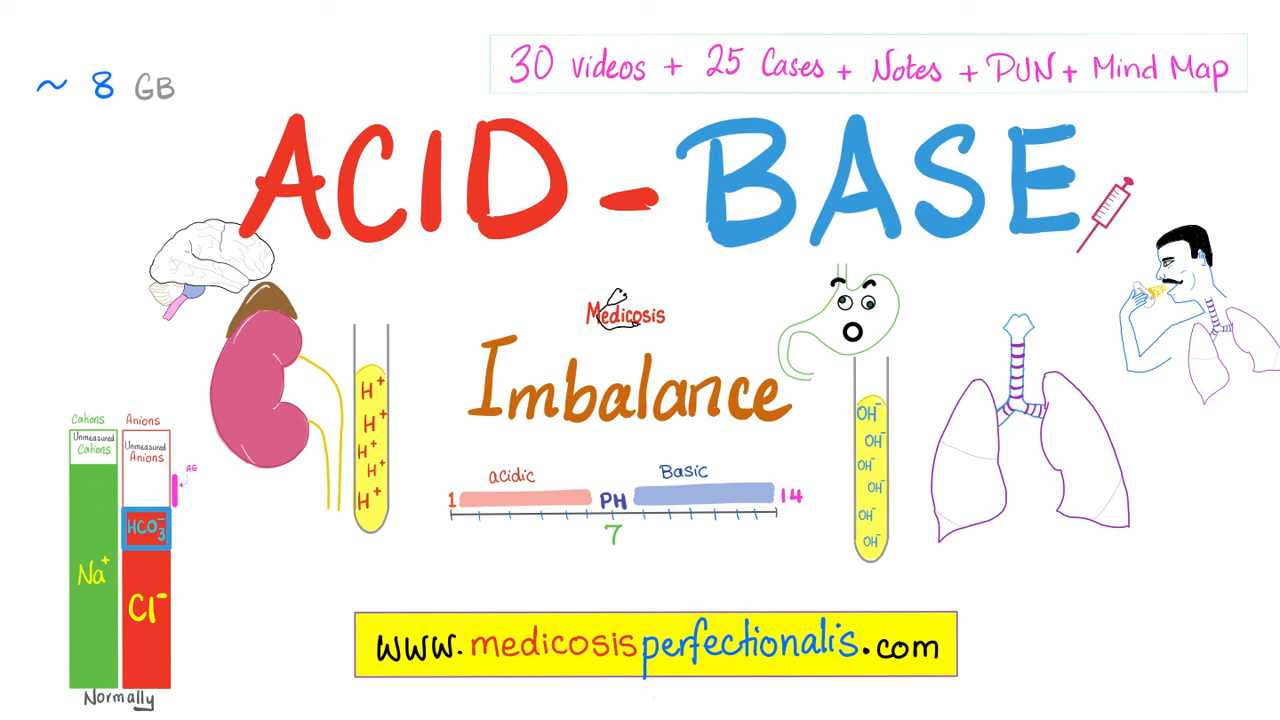 30 videos + 25 Cases + Notes + PUN + Mind Map
~ 8 GB
ACID - BASE
Medicosis
Imbalance
H+
H+
H+
H+
H+
OH-
OH-
OH-
OH-
OH-
OH-
Cations Anions
Unmeasured Cations
Unmeasured Anions
AG
HCO3-
Na+
Cl-
Normally
acidic Basic
1 PH 14
7
www.medicosisperfectionalis.com